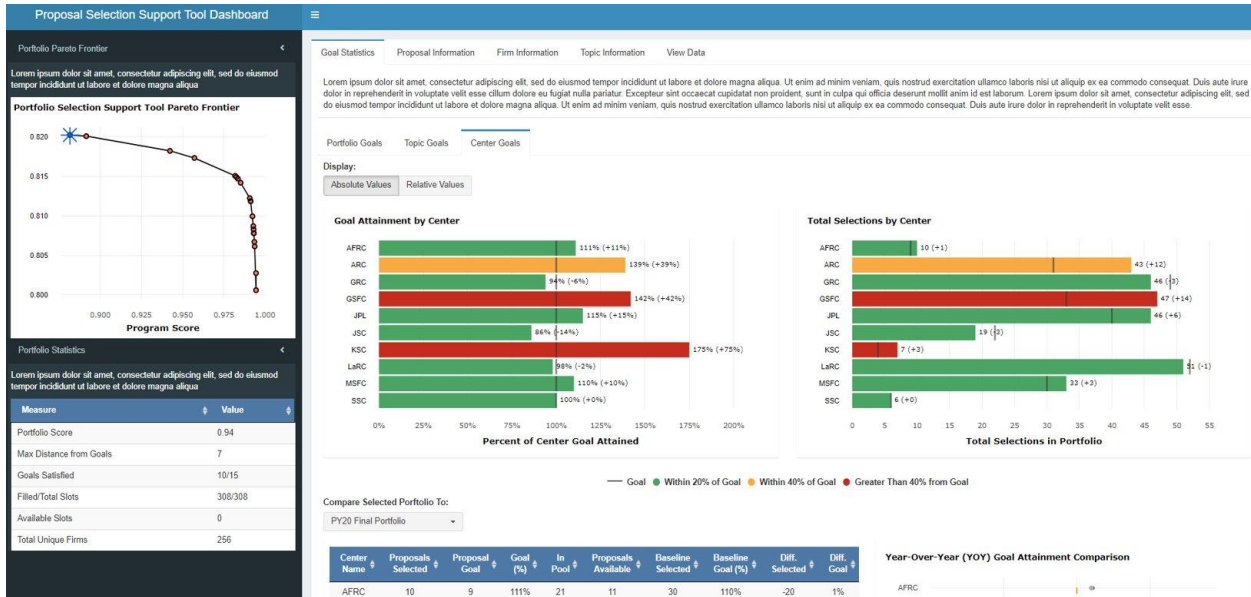 Proposal Selection Support Tool Dashboard
Portfolio Pareto Frontier
Lorem ipsum dolor sit amet, consectetur adipiscing elit, sed do eiusmod
tempor incididunt ut labore et dolore magna aliqua
Portfolio Selection Support Tool Pareto Frontier
0.820
0.815
0.810
0.805
0.800
0.900 0.925 0.950 0.975 1.000
Program Score
Portfolio Statistics
Lorem ipsum dolor sit amet, consectetur adipiscing elit, sed do eiusmod
tempor incididunt ut labore et dolore magna aliqua
Measure Value
Portfolio Score 0.94
Max Distance from Goals 7
Goals Satisfied 10/15
Filled/Total Slots 308/308
Available Slots 0
Total Unique Firms 256
Goal Statistics Proposal Information Firm Information Topic Information View Data
Lorem ipsum dolor sit amet, consectetur adipiscing elit, sed do eiusmod tempor incididunt ut labore et dolore magna aliqua. Ut enim ad minim veniam, quis nostrud exercitation ullamco laboris nisi ut aliquip ex ea commodo consequat. Duis aute irure
dolor in reprehenderit in voluptate velit esse cillum dolore eu fugiat nulla pariatur. Excepteur sint occaecat cupidatat non proident, sunt in culpa qui officia deserunt mollit anim id est laborum. Lorem ipsum dolor sit amet, consectetur adipiscing elit, sed
do eiusmod tempor incididunt ut labore et dolore magna aliqua. Ut enim ad minim veniam, quis nostrud exercitation ullamco laboris nisi ut aliquip ex ea commodo consequat. Duis aute irure dolor in reprehenderit in voluptate velit esse.
Portfolio Goals Topic Goals Center Goals
Display:
Absolute Values Relative Values
Goal Attainment by Center
AFRC 111% (+11%)
ARC 139% (+39%)
GRC 94% (-6%)
GSFC 142% (+42%)
JPL 115% (+15%)
JSC 86% (-14%)
KSC 175% (+75%)
LaRC 98% (-2%)
MSFC 110% (+10%)
SSC 100% (+0%)
0% 25% 50% 75% 100% 125% 150% 175% 200%
Percent of Center Goal Attained
Total Selections by Center
AFRC 10 (+1)
ARC 43 (+12)
GRC 46 (-3)
GSFC 47 (+14)
JPL 46 (+6)
JSC 19 (-3)
KSC 7 (+3)
LaRC 51 (-1)
MSFC 33 (+3)
SSC 6 (+0)
0 5 10 15 20 25 30 35 40 45 50 55
Total Selections in Portfolio
Goal Within 20% of Goal Within 40% of Goal Greater Than 40% from Goal
Compare Selected Porftolio To:
PY20 Final Portfolio
Center Name Proposals Selected Proposal Goal Goal (%) In Pool Proposals Available Baseline Selected Baseline Goal (%) Diff. Selected Diff. Goal
AFRC 10 9 111% 21 11 30 110% -20 1%
Year-Over-Year (YOY) Goal Attainment Comparison
AFRC